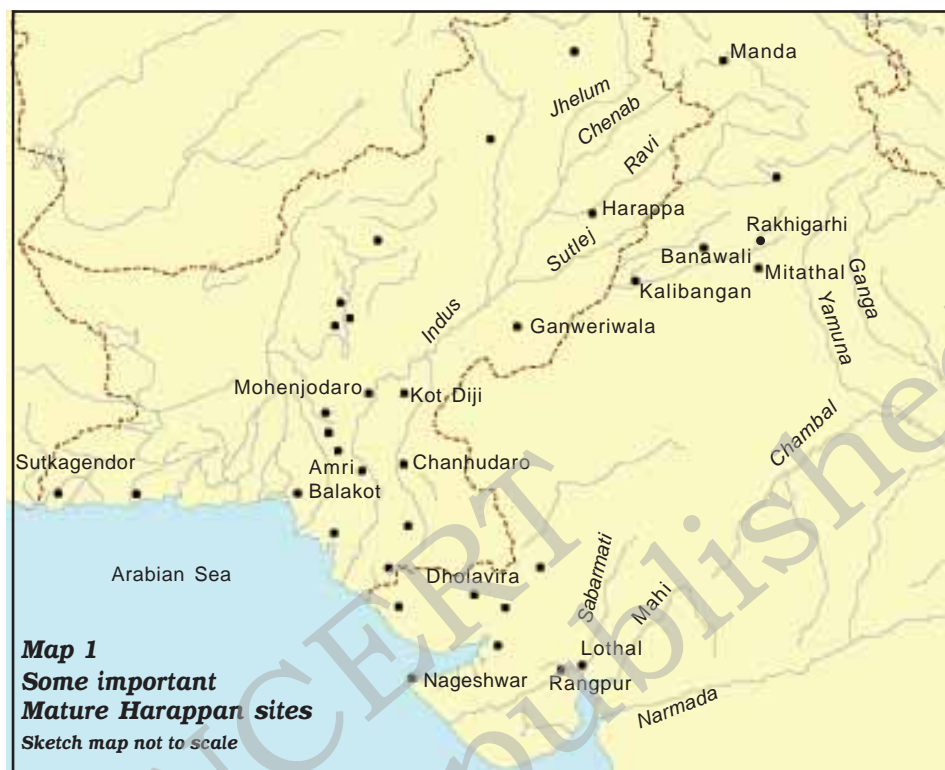 Manda
Jhelum
Chenab
Ravi
Harappa
Rakhigarhi
Sutlej
Banawali
Mitathal
Ganga
Kalibangan
Yamuna
Indus
Ganweriwala
Mohenjodaro
Kot Diji
Chambal
Sutkagendor
Amri
Chanhudaro
Balakot
Arabian Sea
Dholavira
Sabarmati
Mahi
Lothal
Nageshwar
Rangpur
Narmada
Map 1
Some important
Mature Harappan sites
Sketch map not to scale
NCERT
publishe